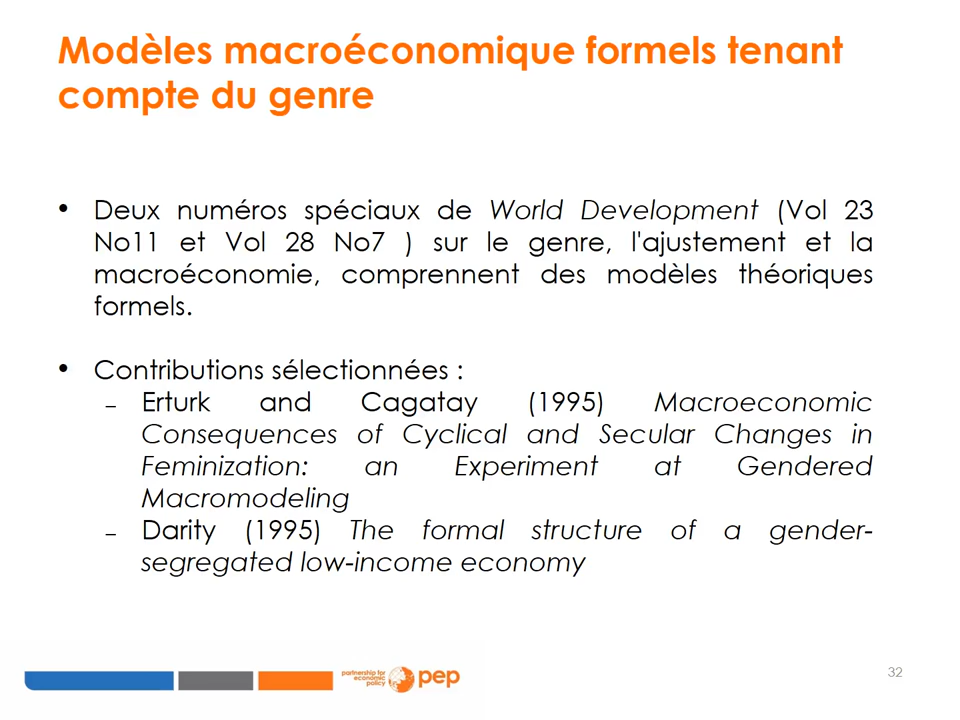 Modèles macroéconomique formels tenant
compte du genre
• Deux numéros spéciaux de World Development (Vol 23
No11 et Vol 28 No7 ) sur le genre, l'ajustement et la
macroéconomie, comprennent des modèles théoriques
formels.
• Contributions sélectionnées :
– Erturk and Cagatay (1995) Macroeconomic
Consequences of Cyclical and Secular Changes in
Feminization: an Experiment at Gendered
Macromodeling
– Darity (1995) The formal structure of a gender-
segregated low-income economy
partnership for
economic
policy
pep
32